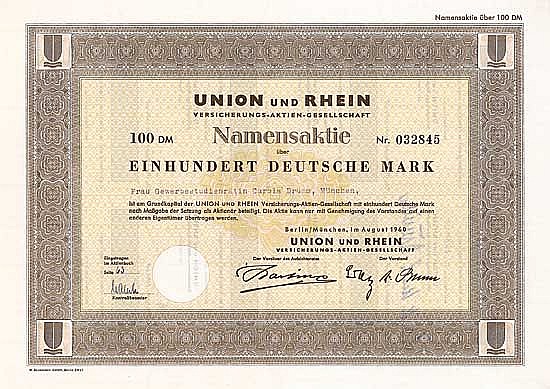 Namensaktie über 100 DM
UNION UND RHEIN
VERSICHERUNGS-AKTIEN-GESELLSCHAFT
100 DM Namensaktie Nr. 032845
über
EINHUNDERT DEUTSCHE MARK
Frau Gewerbestudienrätin Drums, München,
ist am Grundkapital der UNION UND RHEIN Versicherungs-Aktien-Gesellschaft mit einhundert Deutsche Mark
nach Maßgabe der Satzung als Aktionär beteiligt. Die Aktie kann nur mit Genehmigung des Vorstandes auf einen
anderen Eigentümer übertragen werden.
Berlin/München, im August 1960
UNION UND RHEIN
VERSICHERUNGS-AKTIEN-GESELLSCHAFT
Eingetragen
im Aktienbuch
Seite 63
Der Vorsitzer des Aufsichtsrates Der Vorstand
Kontrollbeamter